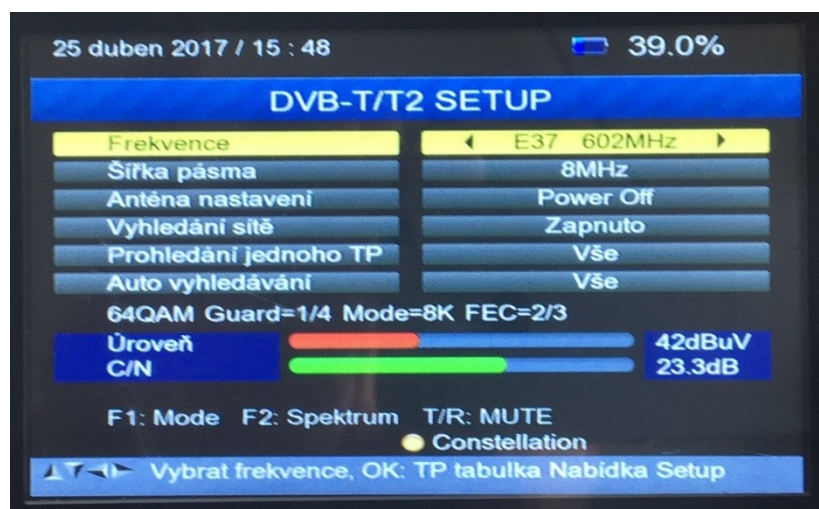 25 duben 2017 / 15 : 48 39.0%
DVB-T/T2 SETUP
Frekvence E37 602MHz
Šířka pásma 8MHz
Anténa nastavení Power Off
Vyhledání sítě Zapnuto
Prohledání jednoho TP Vše
Auto vyhledávání Vše
64QAM Guard=1/4 Mode=8K FEC=2/3
Úroveň 42dBuV
C/N 23.3dB
F1: Mode F2: Spektrum T/R: MUTE
Constellation
Vybrat frekvence, OK: TP tabulka Nabídka Setup